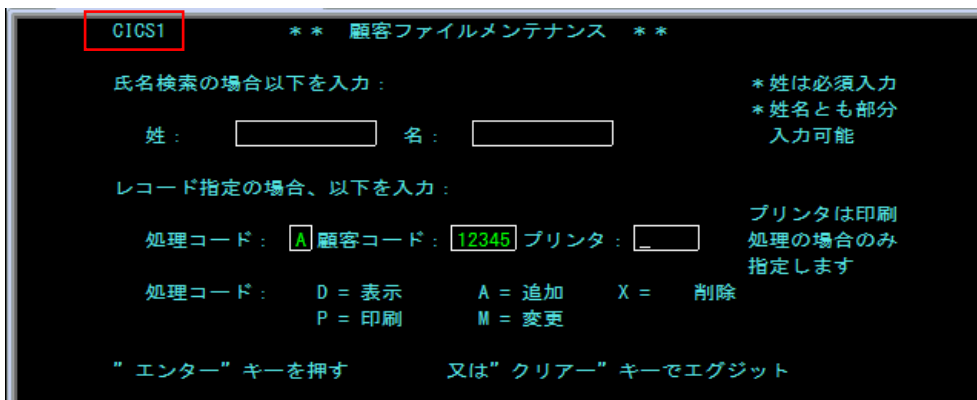 CICS1 ** 顧客ファイルメンテナンス **
氏名検索の場合以下を入力: *姓は必須入力
*姓名とも部分
姓: 名: 入力可能
レコード指定の場合、以下を入力:
プリンタは印刷
処理コード: A 顧客コード: 12345 プリンタ: _ 処理の場合のみ
指定します
処理コード: D = 表示 A = 追加 X = 削除
P = 印刷 M = 変更
”エンター”キーを押す 又は”クリアー”キーでエグジット